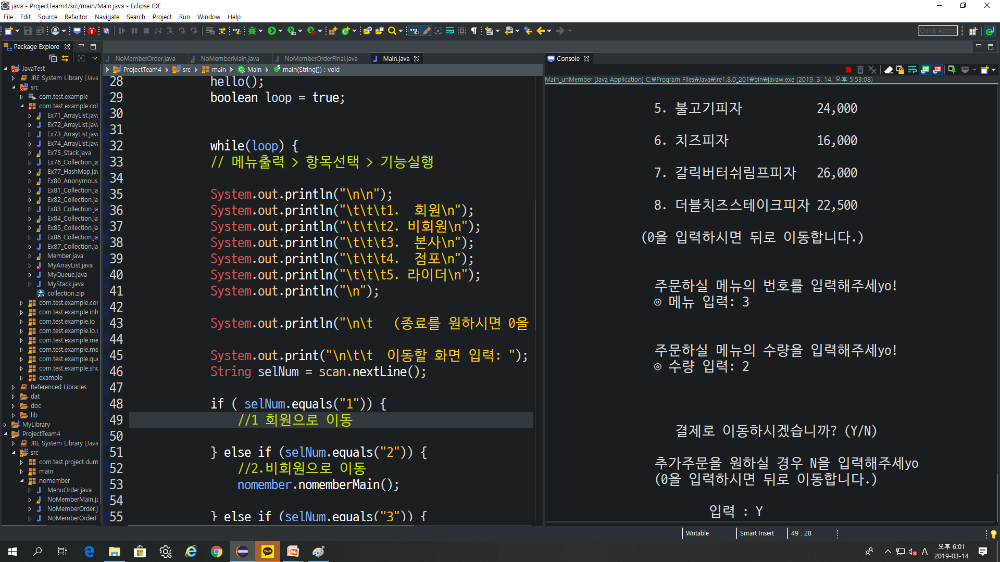 java - ProjectTeam4/src/main/Main.java - Eclipse IDE
File Edit Source Refactor Navigate Search Project Run Window Help
Quick Access
Package Explorer
JavaTest
JRE System Library [Java
src
com.test.example
com.test.example.col
Ex71_ArrayList.java
Ex72_ArrayList.java
Ex73_ArrayList.java
Ex74_ArrayList.java
Ex75_Stack.java
Ex76_Collection.ja
Ex77_HashMap.jav
Ex80_Anonymous
Ex81_Collection.ja
Ex82_Collection.ja
Ex83_Collection.ja
Ex84_Collection.ja
Ex85_Collection.ja
Ex86_Collection.ja
Ex87_Collection.ja
Member.java
MyArrayList.java
MyQueue.java
MyStack.java
collection.zip
com.test.example.cor
com.test.example.inh
com.test.example.io
com.test.example.io.r
com.test.example.me
com.test.example.me
com.test.example.que
com.test.example.shc
example
Referenced Libraries
dat
doc
lib
MyLibrary
ProjectTeam4
JRE System Library [Java
src
com.test.project.dum
main
nomember
MenuOrder.java
NoMemberMain.ja
NoMemberOrder.j
NoMemberOrderF
NoMemberOrder.java NoMemberMain.java NoMemberOrderFinal.java Main.java
ProjectTeam4 src main Main main(String[]) : void
28 hello();
29 boolean loop = true;
30
31
32 while(loop) {
33 // 메뉴출력 > 항목선택 > 기능실행
34
35 System.out.println("\n\n");
36 System.out.println("\t\t\t1.  회원\n");
37 System.out.println("\t\t\t2. 비회원\n");
38 System.out.println("\t\t\t3.  본사\n");
39 System.out.println("\t\t\t4.  점포\n");
40 System.out.println("\t\t\t5. 라이더\n");
41 System.out.println("\n");
42
43 System.out.println("\n\t   (종료를 원하시면 0을
44
45 System.out.print("\n\t\t  이동할 화면 입력: ");
46 String selNum = scan.nextLine();
47
48 if ( selNum.equals("1")) {
49 //1 회원으로 이동
50
51 } else if (selNum.equals("2")) {
52 //2.비회원으로 이동
53 nomember.nomemberMain();
54
55 } else if (selNum.equals("3")) {
Console
Main_unMember [Java Application] C:₩Program Files₩Java₩jre1.8.0_201₩bin₩javaw.exe (2019. 3. 14. 오후 5:53:08)
5. 불고기피자 24,000
6. 치즈피자 16,000
7. 갈릭버터쉬림프피자 26,000
8. 더블치즈스테이크피자 22,500
(0을 입력하시면 뒤로 이동합니다.)
주문하실 메뉴의 번호를 입력해주세yo!
◎ 메뉴 입력: 3
주문하실 메뉴의 수량을 입력해주세yo!
◎ 수량 입력: 2
결제로 이동하시겠습니까? (Y/N)
추가주문을 원하실 경우 N을 입력해주세yo
(0을 입력하시면 뒤로 이동합니다.)
입력 : Y
Writable Smart Insert 49 : 28
TALK
A
오후 6:01
2019-03-14